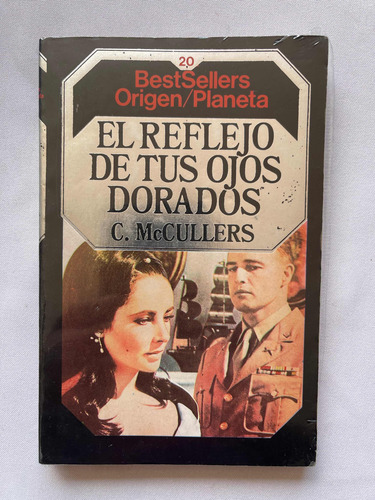 20
BestSellers
Origen/Planeta
EL REFLEJO
DE TUS OJOS
DORADOS
C. McCULLERS